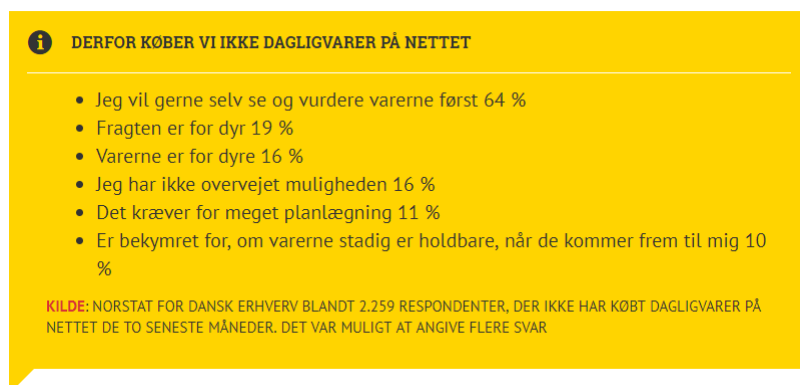 DERFOR KØBER VI IKKE DAGLIGVARER PÅ NETTET
Jeg vil gerne selv se og vurdere varerne først 64 %
Fragten er for dyr 19 %
Varerne er for dyre 16 %
Jeg har ikke overvejet muligheden 16 %
Det kræver for meget planlægning 11 %
Er bekymret for, om varerne stadig er holdbare, når de kommer frem til mig 10
%
KILDE: NORSTAT FOR DANSK ERHVERV BLANDT 2.259 RESPONDENTER, DER IKKE HAR KØBT DAGLIGVARER PÅ
NETTET DE TO SENESTE MÅNEDER. DET VAR MULIGT AT ANGIVE FLERE SVAR